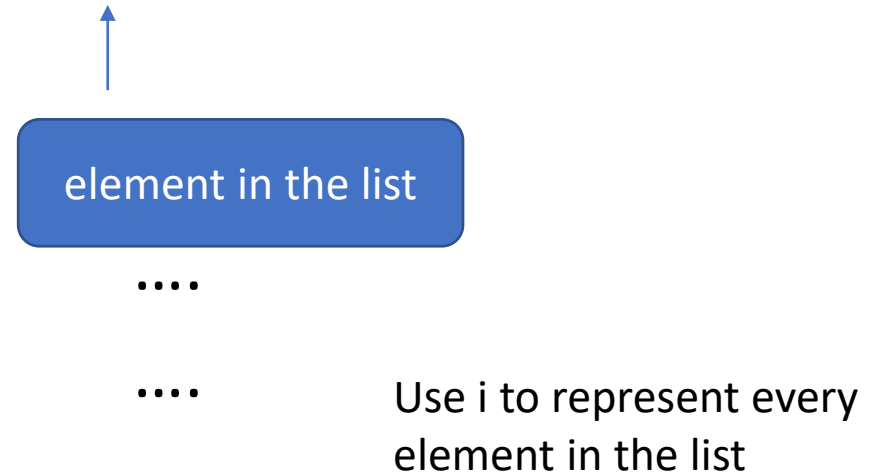 element in the list
....
....
Use i to represent every
element in the list